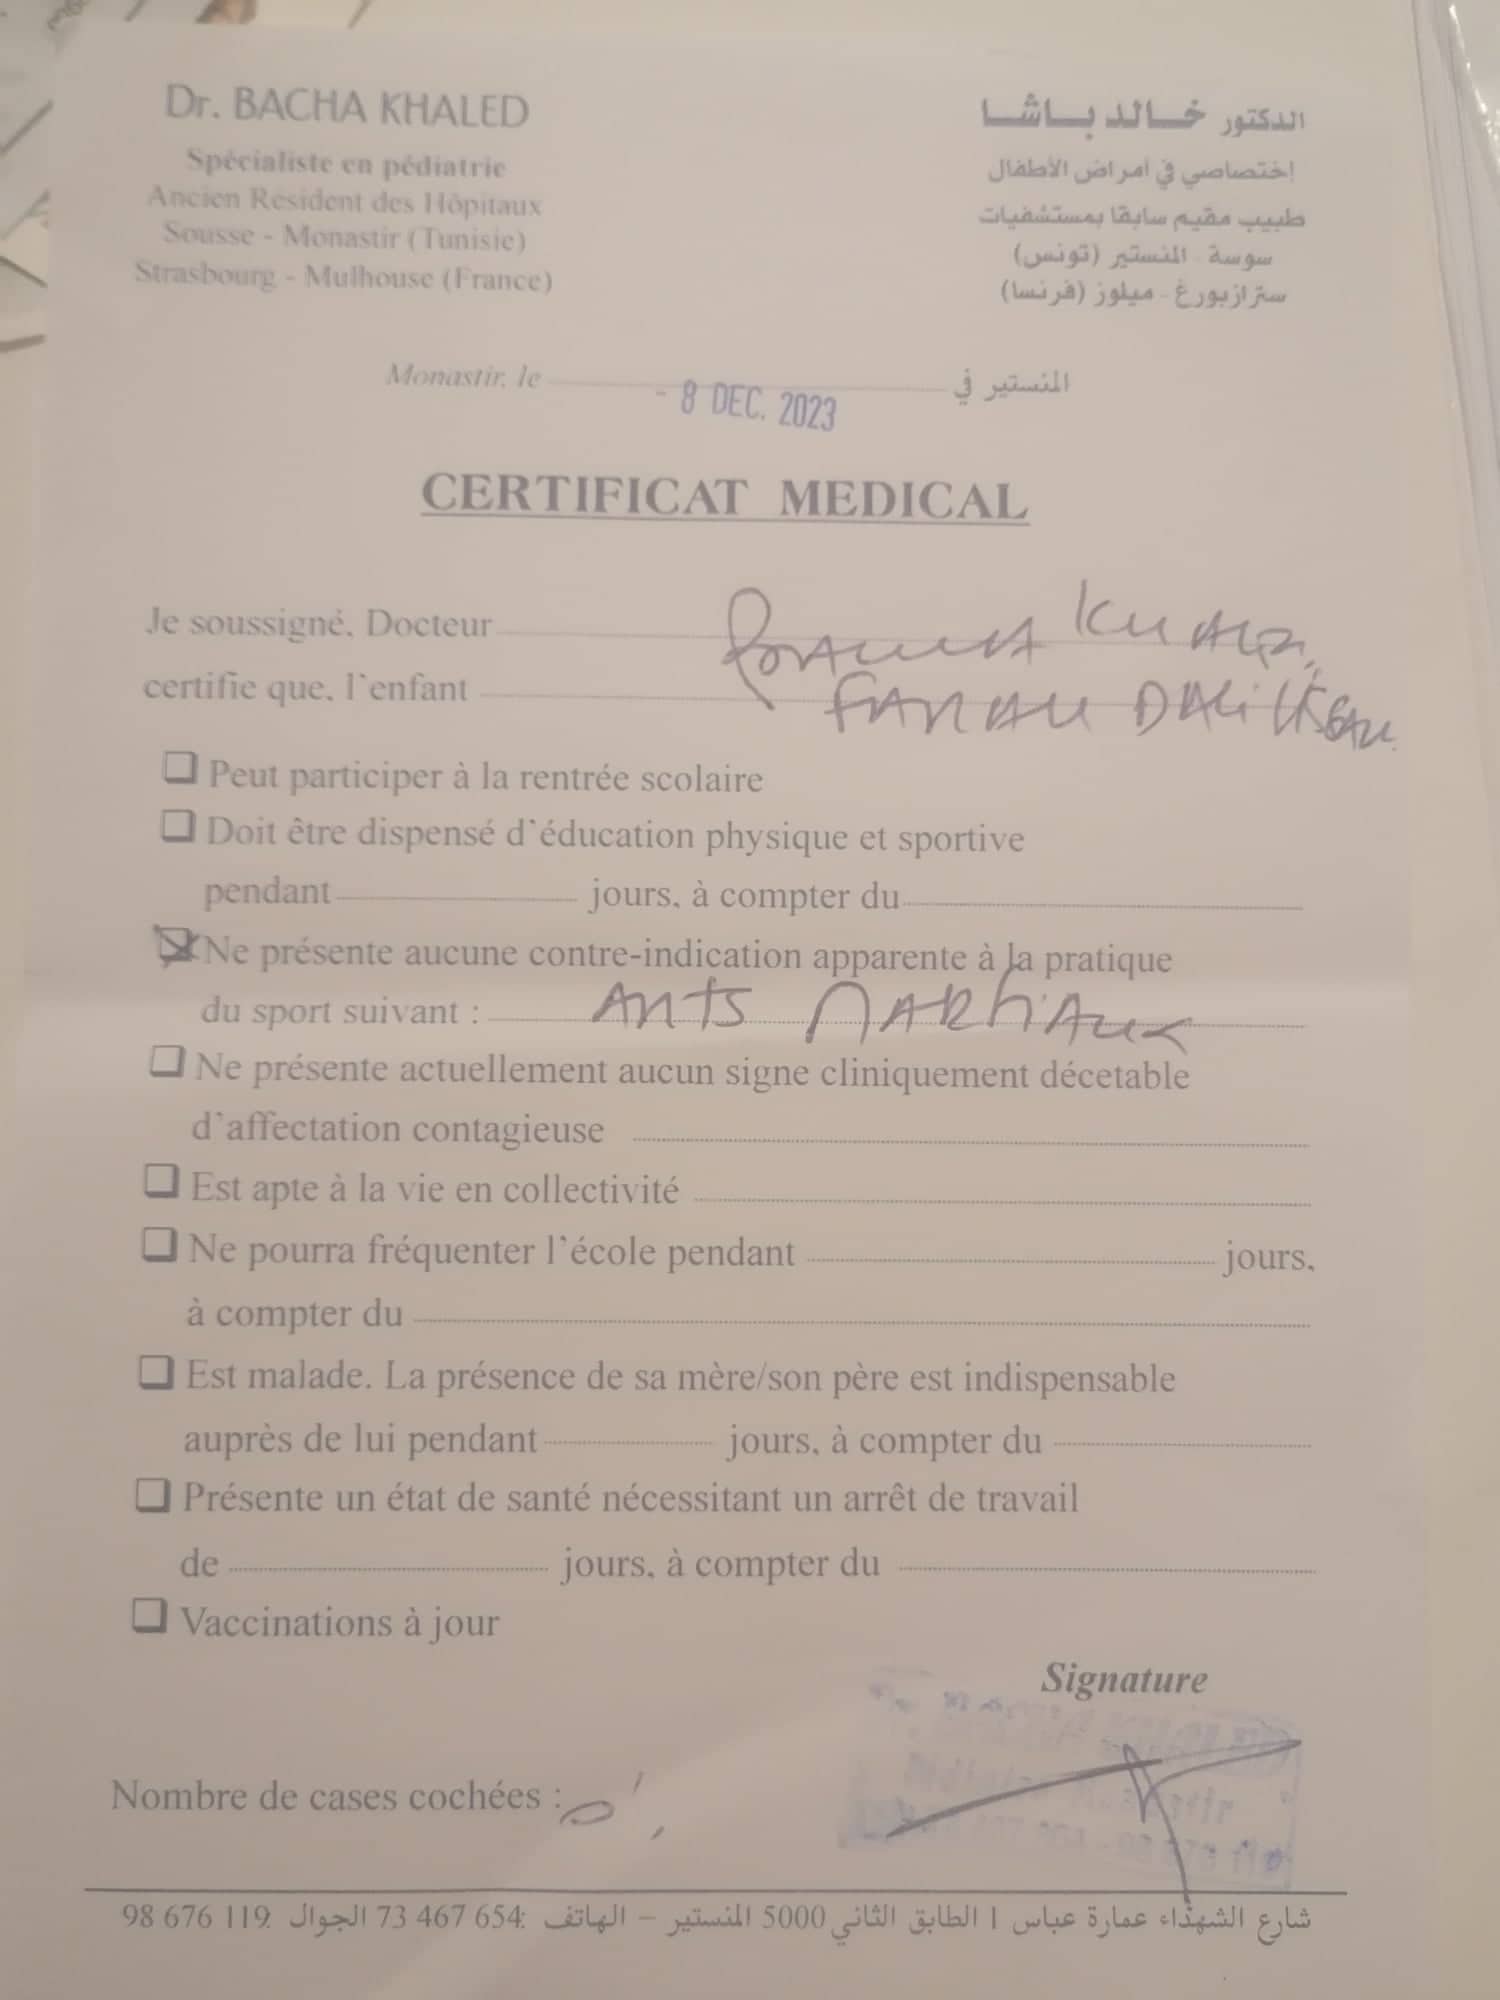 Dr. BACHA KHALED
Spécialiste en pédiatrie
Ancien Résident des Hôpitaux
Sousse - Monastir (Tunisie)
Strasbourg - Mulhouse (France)
الدكتور خالد باشا
إختصاصي في أمراض الأطفال
طبيب مقيم سابقا بمستشفيات
سوسة - المنستير (تونس)
سترازبورغ - ميلوز (فرنسا)
Monastir, le - 8 DEC. 2023 المنستير في
CERTIFICAT MEDICAL
Je soussigné, Docteur
certifie que, l'enfant
Peut participer à la rentrée scolaire
Doit être dispensé d'éducation physique et sportive
pendant jours, à compter du
Ne présente aucune contre-indication apparente à la pratique
du sport suivant : ARTS MARTIAUX
Ne présente actuellement aucun signe cliniquement décetable
d'affectation contagieuse
Est apte à la vie en collectivité
Ne pourra fréquenter l'école pendant jours,
à compter du
Est malade. La présence de sa mère/son père est indispensable
auprès de lui pendant jours, à compter du
Présente un état de santé nécessitant un arrêt de travail
de jours, à compter du
Vaccinations à jour
Signature
Nombre de cases cochées :
شارع الشهداء عمارة عباس 1 الطابق الثاني 5000 المنستير – الهاتف :73 467 654 الجوال :98 676 119